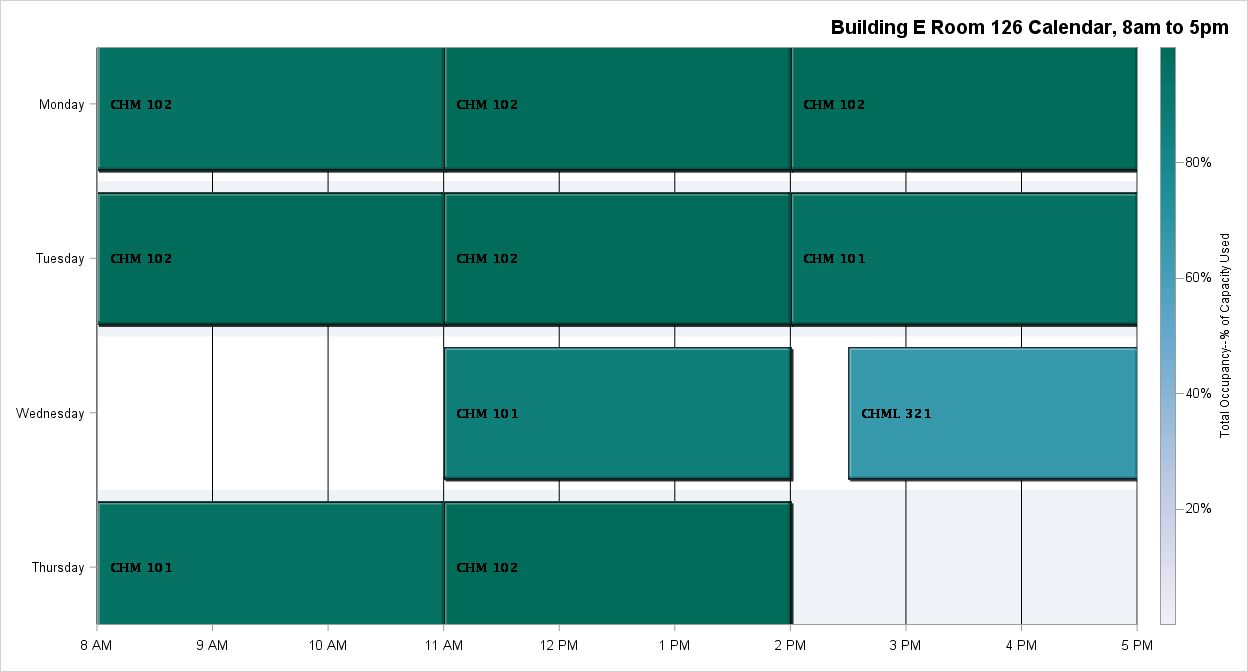 Building E Room 126 Calendar, 8am to 5pm
Monday
CHM 102
CHM 102
CHM 102
Tuesday
CHM 102
CHM 102
CHM 101
Wednesday
CHM 101
CHML 321
Thursday
CHM 101
CHM 102
8 AM
9 AM
10 AM
11 AM
12 PM
1 PM
2 PM
3 PM
4 PM
5 PM
80%
60%
40%
20%
Total Occupancy--% of Capacity Used